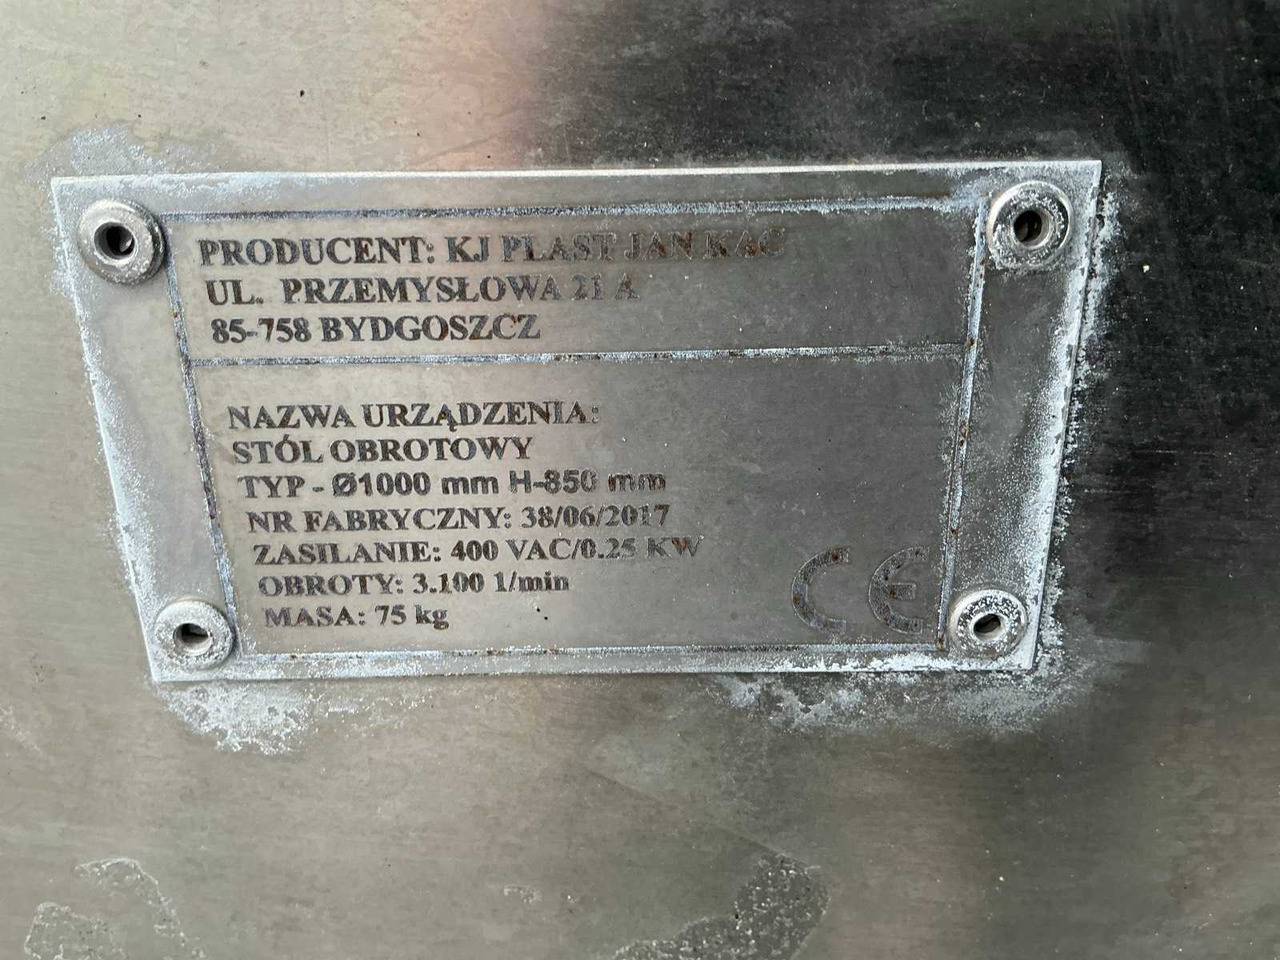 PRODUCENT: KJ PLAST JAN KAC
UL. PRZEMYSŁOWA 21 A
85-758 BYDGOSZCZ
NAZWA URZĄDZENIA:
STÓL OBROTOWY
TYP - Ø1000 mm H-850 mm
NR FABRYCZNY: 38/06/2017
ZASILANIE: 400 VAC/0.25 KW
OBROTY: 3.100 1/min
MASA: 75 kg
CE